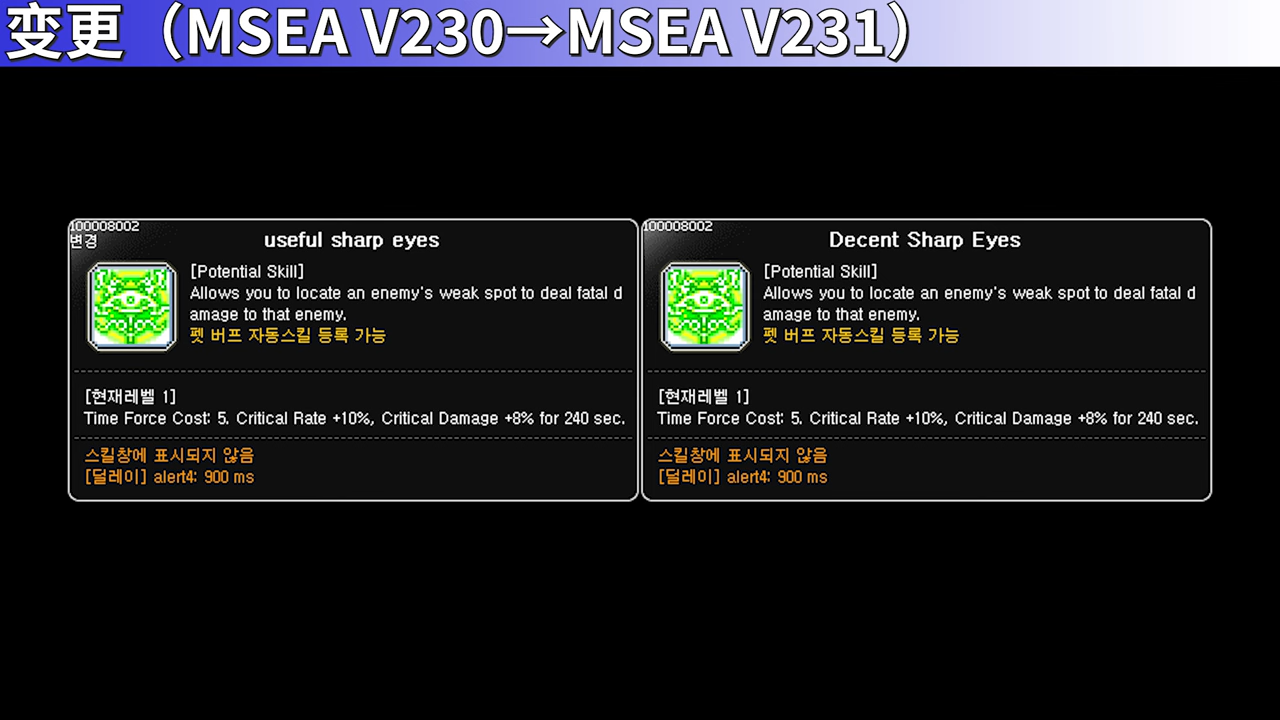 変更（MSEA V230→MSEA V231）
100008002
변경
useful sharp eyes
[Potential Skill]
Allows you to locate an enemy's weak spot to deal fatal d
amage to that enemy.
펫 버프 자동스킬 등록 가능
[현재레벨 1]
Time Force Cost: 5. Critical Rate +10%, Critical Damage +8% for 240 sec.
스킬창에 표시되지 않음
[딜레이] alert4: 900 ms
100008002
Decent Sharp Eyes
[Potential Skill]
Allows you to locate an enemy's weak spot to deal fatal d
amage to that enemy.
펫 버프 자동스킬 등록 가능
[현재레벨 1]
Time Force Cost: 5. Critical Rate +10%, Critical Damage +8% for 240 sec.
스킬창에 표시되지 않음
[딜레이] alert4: 900 ms